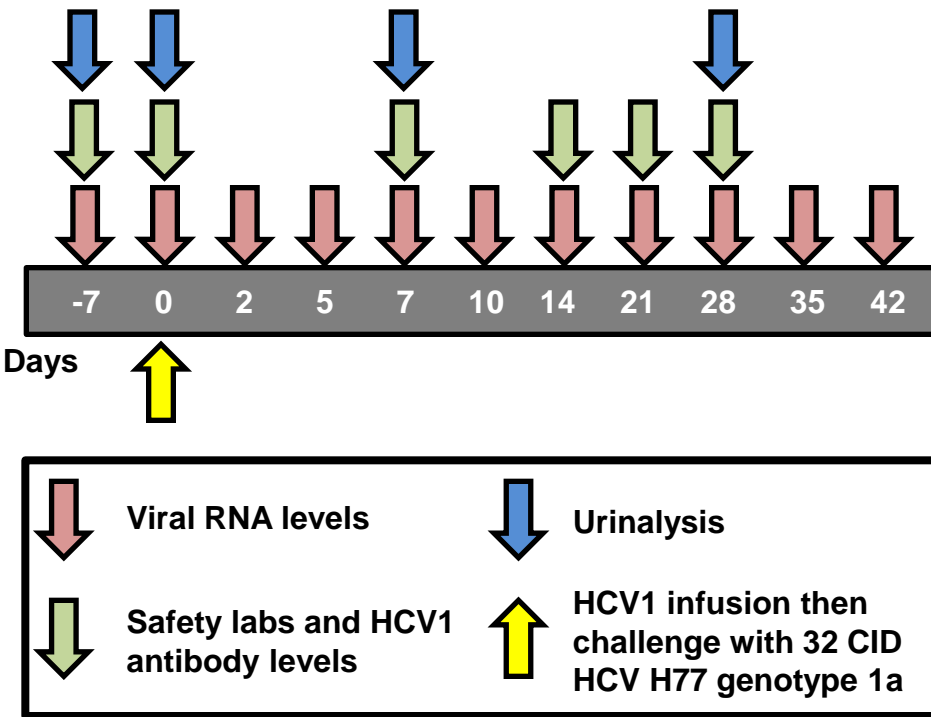 -7 0 2 5 7 10 14 21 28 35 42
Days
Viral RNA levels
Urinalysis
Safety labs and HCV1
antibody levels
HCV1 infusion then
challenge with 32 CID
HCV H77 genotype 1a